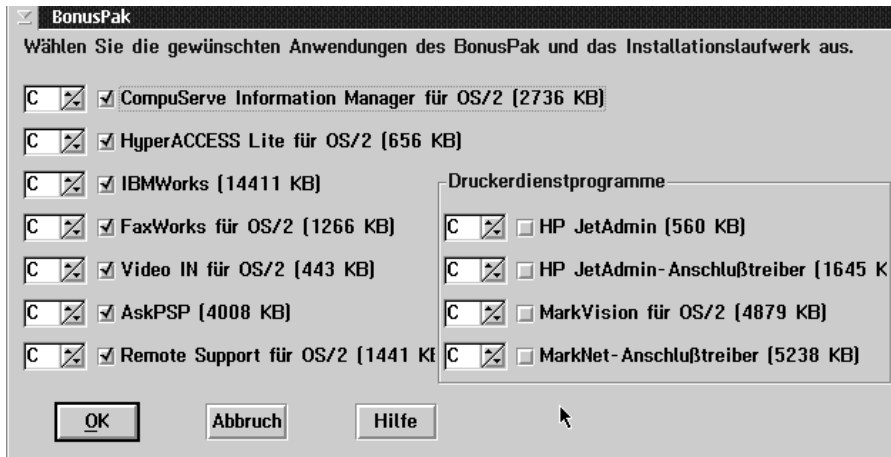 BonusPak
Wählen Sie die gewünschten Anwendungen des BonusPak und das Installationslaufwerk aus.
C CompuServe Information Manager für OS/2 (2736 KB)
C HyperACCESS Lite für OS/2 (656 KB)
C IBMWorks (14411 KB)
C FaxWorks für OS/2 (1266 KB)
C Video IN für OS/2 (443 KB)
C AskPSP (4008 KB)
C Remote Support für OS/2 (1441 KB
Druckerdienstprogramme
C HP JetAdmin (560 KB)
C HP JetAdmin-Anschlußtreiber (1645 K
C MarkVision für OS/2 (4879 KB)
C MarkNet-Anschlußtreiber (5238 KB)
OK Abbruch Hilfe